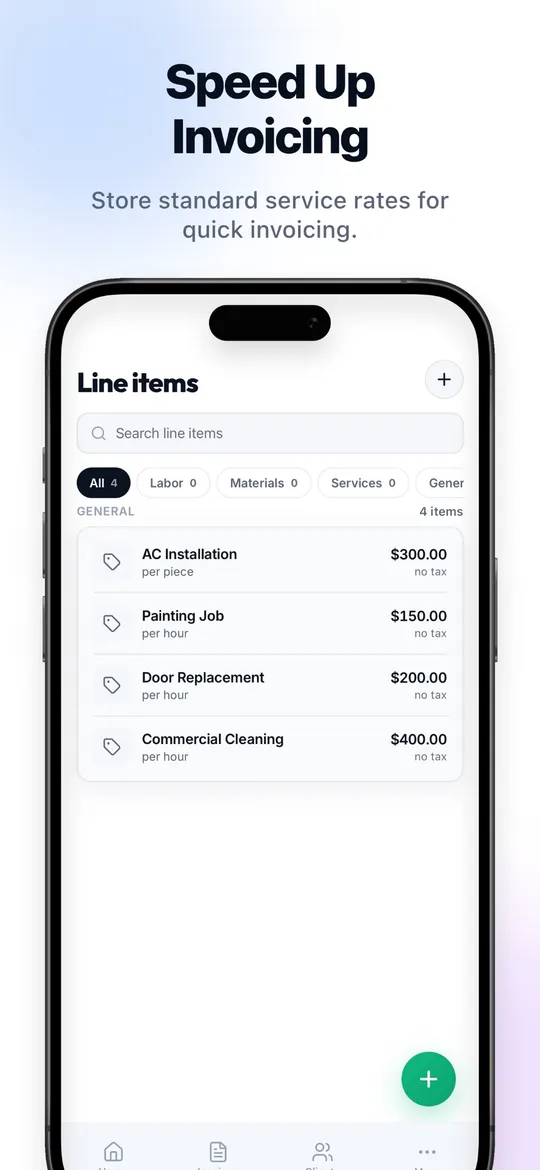 Speed Up
Invoicing
Store standard service rates for
quick invoicing.
Line items
Search line items
All 4 Labor 0 Materials 0 Services 0 Gener
GENERAL 4 items
AC Installation $300.00
per piece no tax
Painting Job $150.00
per hour no tax
Door Replacement $200.00
per hour no tax
Commercial Cleaning $400.00
per hour no tax